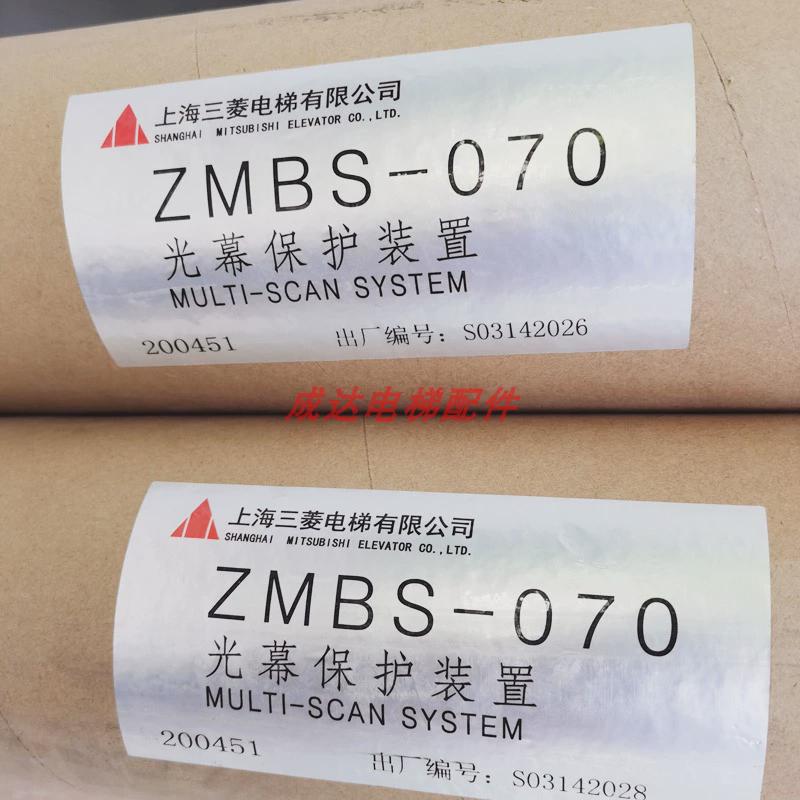 上海三菱电梯有限公司
SHANGHAI MITSUBISHI ELEVATOR CO.,LTD.
ZMBS-070
光幕保护装置
MULTI-SCAN SYSTEM
200451 出厂编号: S03142026
成达电梯配件
上海三菱电梯有限公司
SHANGHAI MITSUBISHI ELEVATOR CO.,LTD.
ZMBS-070
光幕保护装置
MULTI-SCAN SYSTEM
200451 出厂编号: S03142028